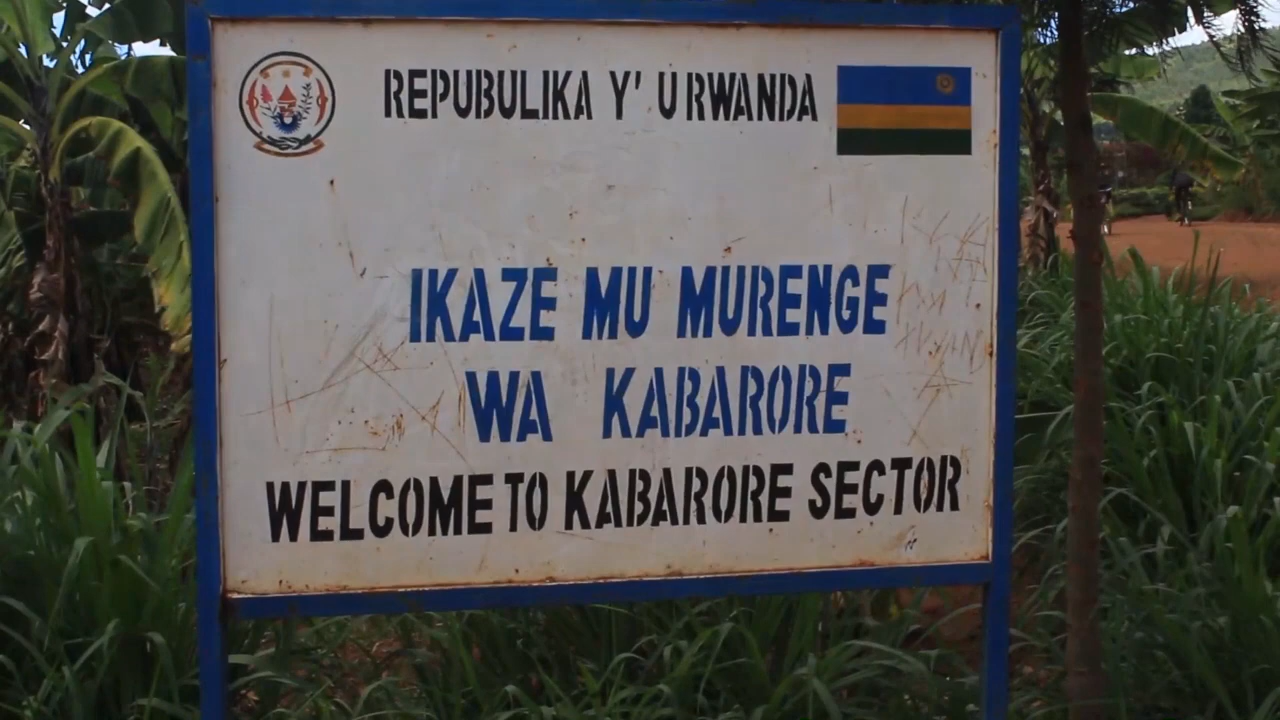 REPUBULIKA Y' U RWANDA
IKAZE MU MURENGE
WA KABARORE
WELCOME TO KABARORE SECTOR